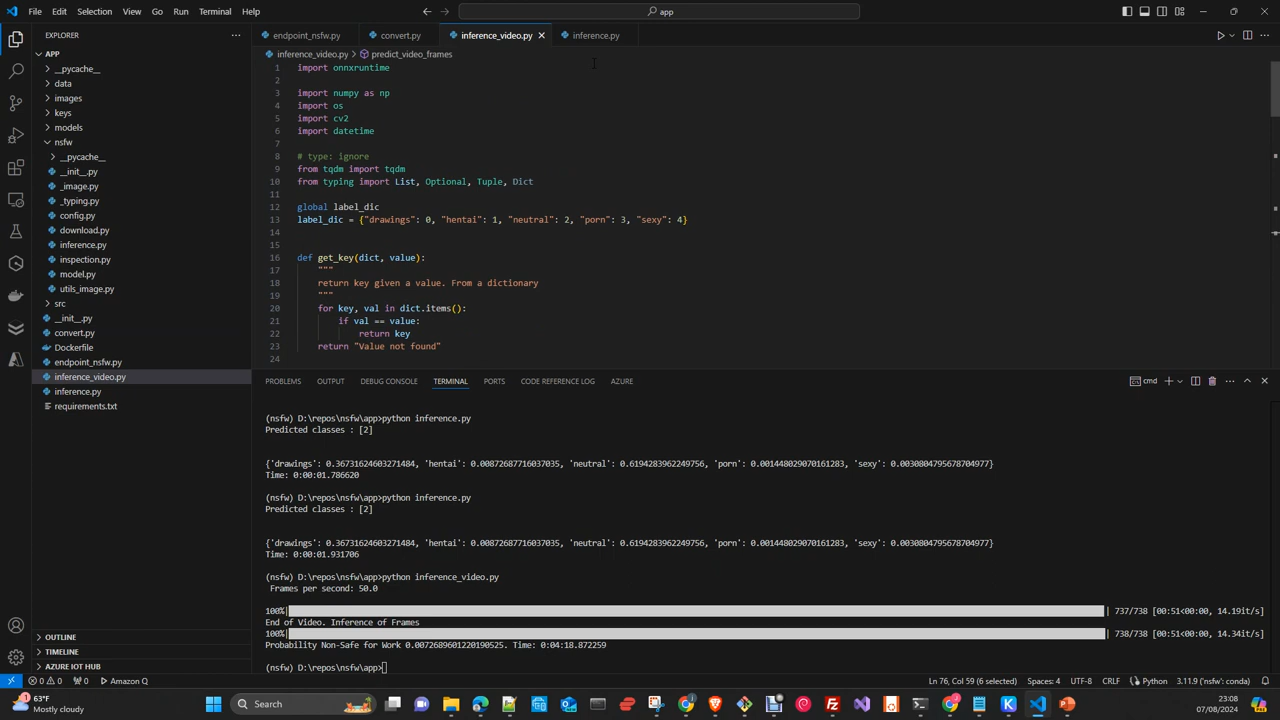 File Edit Selection View Go Run Terminal Help
app
EXPLORER
endpoint_nsfw.py convert.py inference_video.py inference.py
APP
inference_video.py > predict_video_frames
__pycache__
data
images
keys
models
nsfw
__pycache__
__init__.py
_image.py
_typing.py
config.py
download.py
inference.py
inspection.py
model.py
utils_image.py
src
__init__.py
convert.py
Dockerfile
endpoint_nsfw.py
inference_video.py
inference.py
requirements.txt
OUTLINE
TIMELINE
AZURE IOT HUB
1 import onnxruntime
2
3 import numpy as np
4 import os
5 import cv2
6 import datetime
7
8 # type: ignore
9 from tqdm import tqdm
10 from typing import List, Optional, Tuple, Dict
11
12 global label_dic
13 label_dic = {"drawings": 0, "hentai": 1, "neutral": 2, "porn": 3, "sexy": 4}
14
15
16 def get_key(dict, value):
17 """
18 return key given a value. From a dictionary
19 """
20 for key, val in dict.items():
21 if val == value:
22 return key
23 return "Value not found"
24
PROBLEMS OUTPUT DEBUG CONSOLE TERMINAL PORTS CODE REFERENCE LOG AZURE
cmd
(nsfw) D:\repos\nsfw\app>python inference.py
Predicted classes : [2]
{'drawings': 0.36731624603271484, 'hentai': 0.00872687716037035, 'neutral': 0.6194283962249756, 'porn': 0.001448029070161283, 'sexy': 0.0030804795678704977}
Time: 0:00:01.786620
(nsfw) D:\repos\nsfw\app>python inference.py
Predicted classes : [2]
{'drawings': 0.36731624603271484, 'hentai': 0.00872687716037035, 'neutral': 0.6194283962249756, 'porn': 0.001448029070161283, 'sexy': 0.0030804795678704977}
Time: 0:00:01.931706
(nsfw) D:\repos\nsfw\app>python inference_video.py
Frames per second: 50.0
100%| | 737/738 [00:51<00:00, 14.19it/s]
End of Video. Inference of Frames
100%| | 738/738 [00:51<00:00, 14.34it/s]
Probability Non-Safe for Work 0.0072689601220190525. Time: 0:04:18.872259
(nsfw) D:\repos\nsfw\app>
0 0 0 Amazon Q Ln 76, Col 59 (6 selected) Spaces: 4 UTF-8 CRLF Python 3.11.9 ('nsfw': conda)
63°F
Mostly cloudy
Search
23:08
07/08/2024